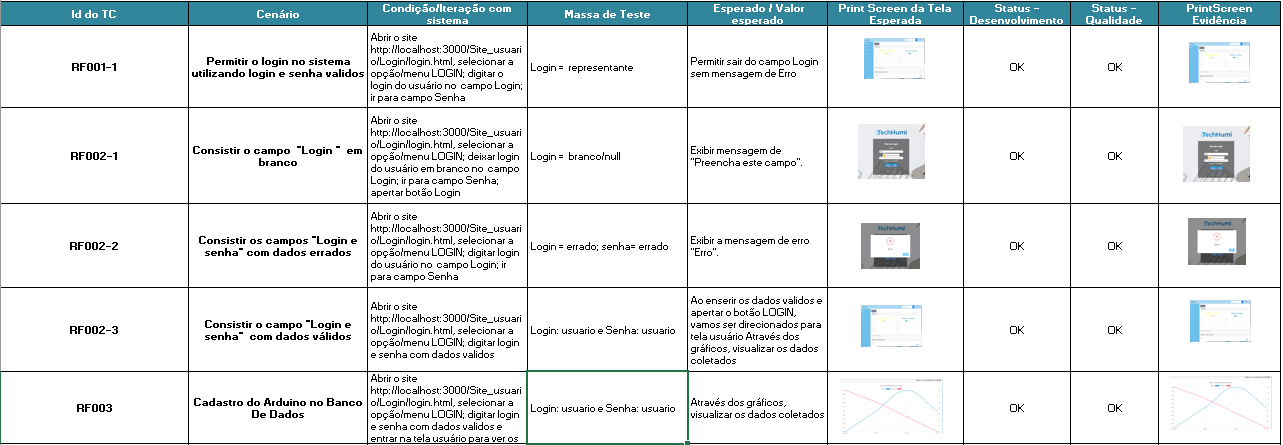 Id do TC
Cenário
Condição/Iteração com
sistema
Massa de Teste
Esperado / Valor
esperado
Print Screen da Tela
Esperada
Status -
Desenvolvimento
Status -
Qualidade
PrintScreen
Evidência
RF001-1
Permitir o login no sistema
utilizando login e senha validos
Abrir o site
http://localhost:3000/Site_usuari
o/Login/login.html, selecionar a
opção/menu LOGIN; digitar o
login do usuário no campo Login;
ir para campo Senha
Login = representante
Permitir sair do campo Login
sem mensagem de Erro
OK
OK
RF002-1
Consistir o campo "Login " em
branco
Abrir o site
http://localhost:3000/Site_usuari
o/Login/login.html, selecionar a
opção/menu LOGIN; deixar login
do usuário em branco no campo
Login; ir para campo Senha;
apertar botão Login
Login = branco/null
Exibir mensagem de
"Preencha este campo".
TechHumi
OK
OK
TechHumi
RF002-2
Consistir os campos "Login e
senha" com dados errados
Abrir o site
http://localhost:3000/Site_usuari
o/Login/login.html, selecionar a
opção/menu LOGIN; digitar login
do usuário no campo Login; ir
para campo Senha
Login = errado; senha= errado
Exibir a mensagem de erro
"Erro".
OK
OK
RF002-3
Consistir o campo "Login e
senha" com dados válidos
Abrir o site
http://localhost:3000/Site_usuari
o/Login/login.html, selecionar a
opção/menu LOGIN; digitar login
e senha com dados validos
Login: usuario e Senha: usuario
Ao enserir os dados validos e
apertar o botão LOGIN,
vamos ser direcionados para
tela usuário Através dos
gráficos, visualizar os dados
coletados
OK
OK
RF003
Cadastro do Arduino no Banco
De Dados
Abrir o site
http://localhost:3000/Site_usuari
o/Login/login.html, selecionar a
opção/menu LOGIN; digitar login
e senha com dados validos e
entrar na tela usuário para ver os
Login: usuario e Senha: usuario
Através dos gráficos,
visualizar os dados coletados
OK
OK